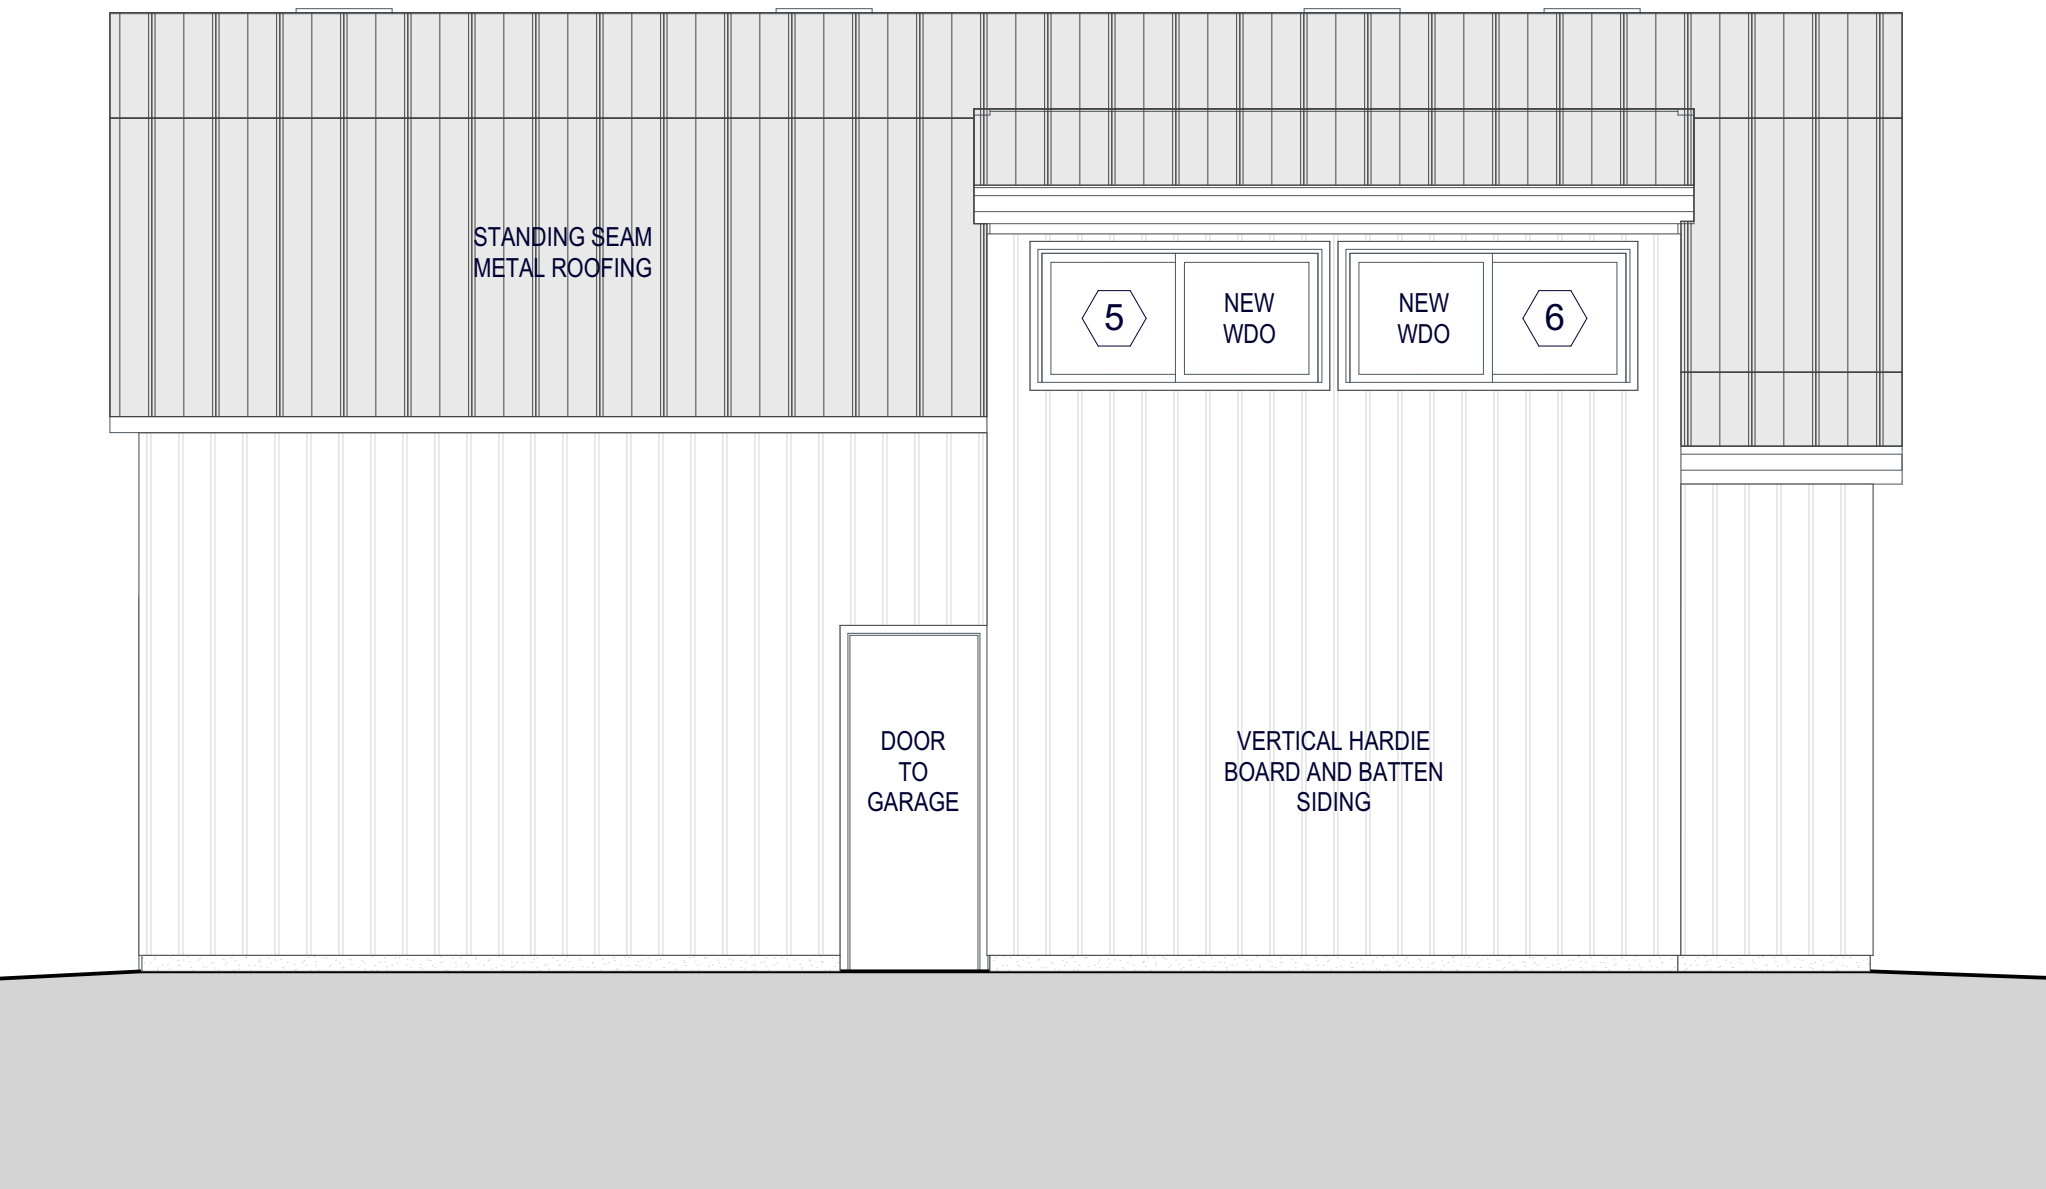 STANDING SEAM
METAL ROOFING
5
NEW
WDO
NEW
WDO
6
DOOR
TO
GARAGE
VERTICAL HARDIE
BOARD AND BATTEN
SIDING